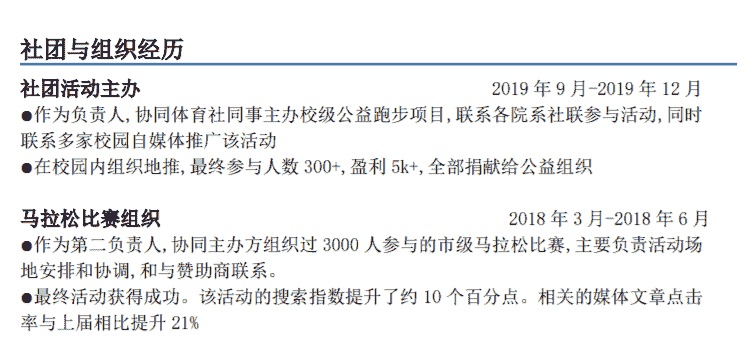 社团与组织经历
社团活动主办 2019 年 9 月-2019 年 12 月
●作为负责人,协同体育社同事主办校级公益跑步项目,联系各院系社联参与活动,同时
联系多家校园自媒体推广该活动
●在校园内组织地推,最终参与人数 300+,盈利 5k+,全部捐献给公益组织
马拉松比赛组织 2018 年 3 月-2018 年 6 月
●作为第二负责人,协同主办方组织过 3000 人参与的市级马拉松比赛,主要负责活动场
地安排和协调,和与赞助商联系。
●最终活动获得成功。该活动的搜索指数提升了约 10 个百分点。相关的媒体文章点击
率与上届相比提升 21%